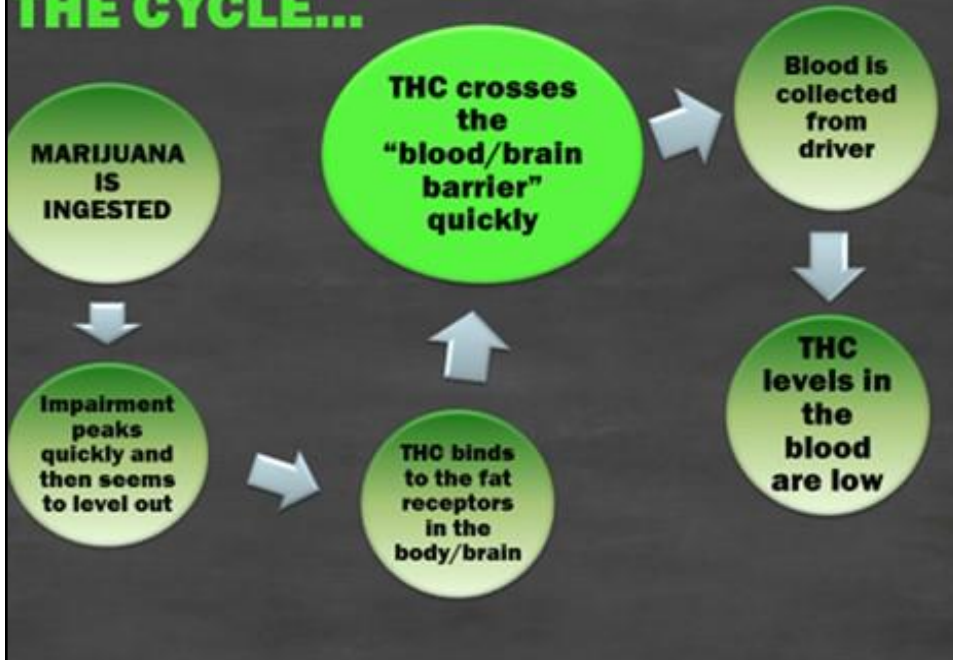 THE CYCLE...
MARIJUANA
IS
INGESTED
Impairment
peaks
quickly and
then seems
to level out
THC binds
to the fat
receptors
in the
body/brain
THC crosses
the
“blood/brain
barrier”
quickly
Blood is
collected
from
driver
THC
levels in
the
blood
are low